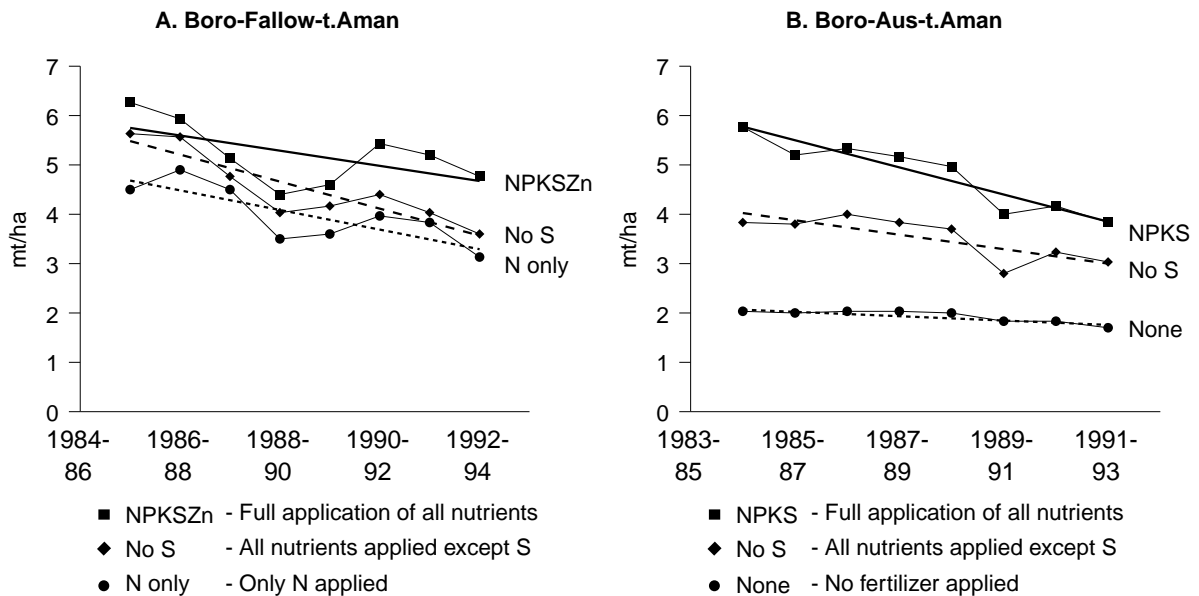 A. Boro-Fallow-t.Aman
7
6
5
4
3
2
1
0
mt/ha
NPKSZn
No S
N only
1984-
86
1986-
88
1988-
90
1990-
92
1992-
94
■ NPKSZn - Full application of all nutrients
◆ No S - All nutrients applied except S
● N only - Only N applied
B. Boro-Aus-t.Aman
7
6
5
4
3
2
1
0
mt/ha
NPKS
No S
None
1983-
85
1985-
87
1987-
89
1989-
91
1991-
93
■ NPKS - Full application of all nutrients
◆ No S - All nutrients applied except S
● None - No fertilizer applied